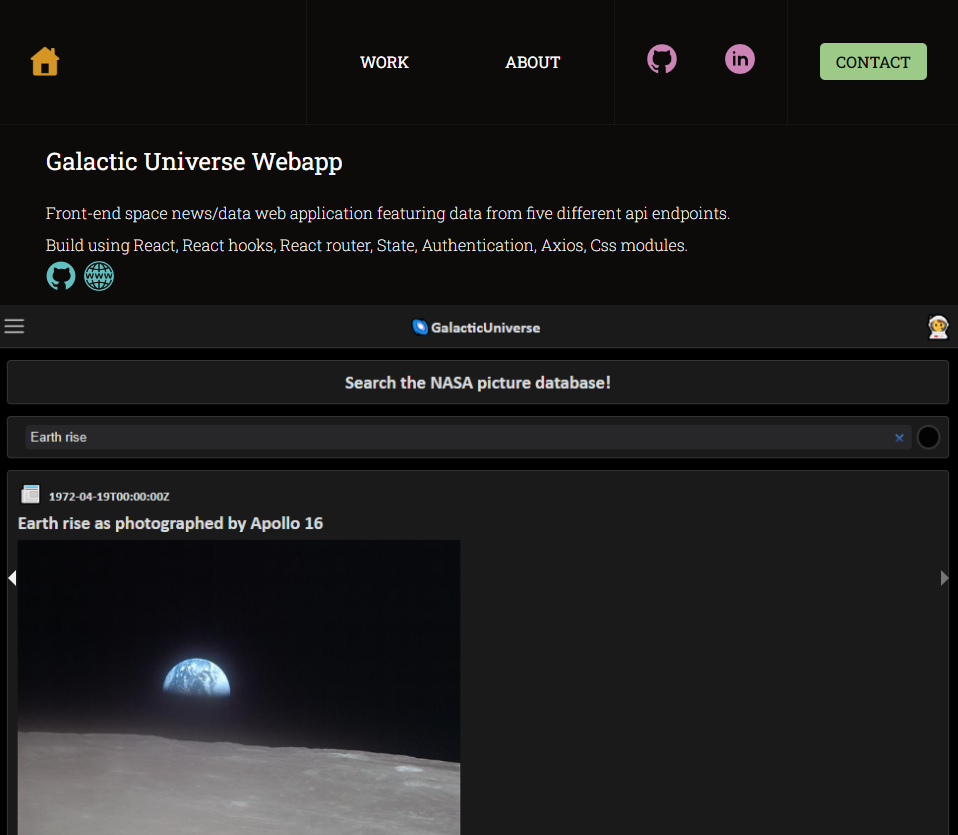 WORK
ABOUT
in
CONTACT
Galactic Universe Webapp
Front-end space news/data web application featuring data from five different api endpoints.
Build using React, React hooks, React router, State, Authentication, Axios, Css modules.
GalacticUniverse
Search the NASA picture database!
Earth rise
1972-04-19T00:00:00Z
Earth rise as photographed by Apollo 16